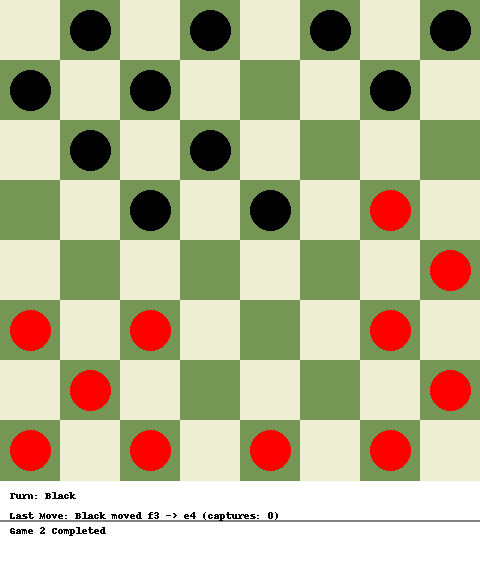 Turn: Black
Last Move: Black moved f3 -> e4 (captures: 0)
Game 2 Completed